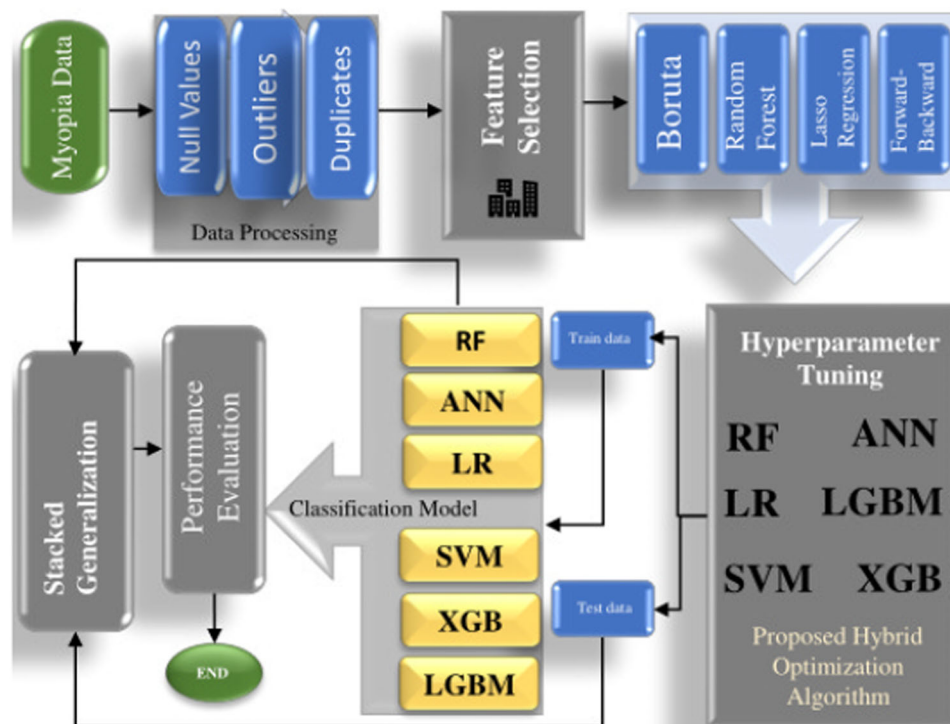 Myopia Data
Null Values
Outliers
Duplicates
Data Processing
Feature
Selection
Boruta
Random
Forest
Lasso
Regression
Forward-
Backward
Hyperparameter
Tuning
RF ANN
LR LGBM
SVM XGB
Proposed Hybrid
Optimization
Algorithm
Train data
Test data
RF
ANN
LR
Classification Model
SVM
XGB
LGBM
Stacked
Generalization
Performance
Evaluation
END